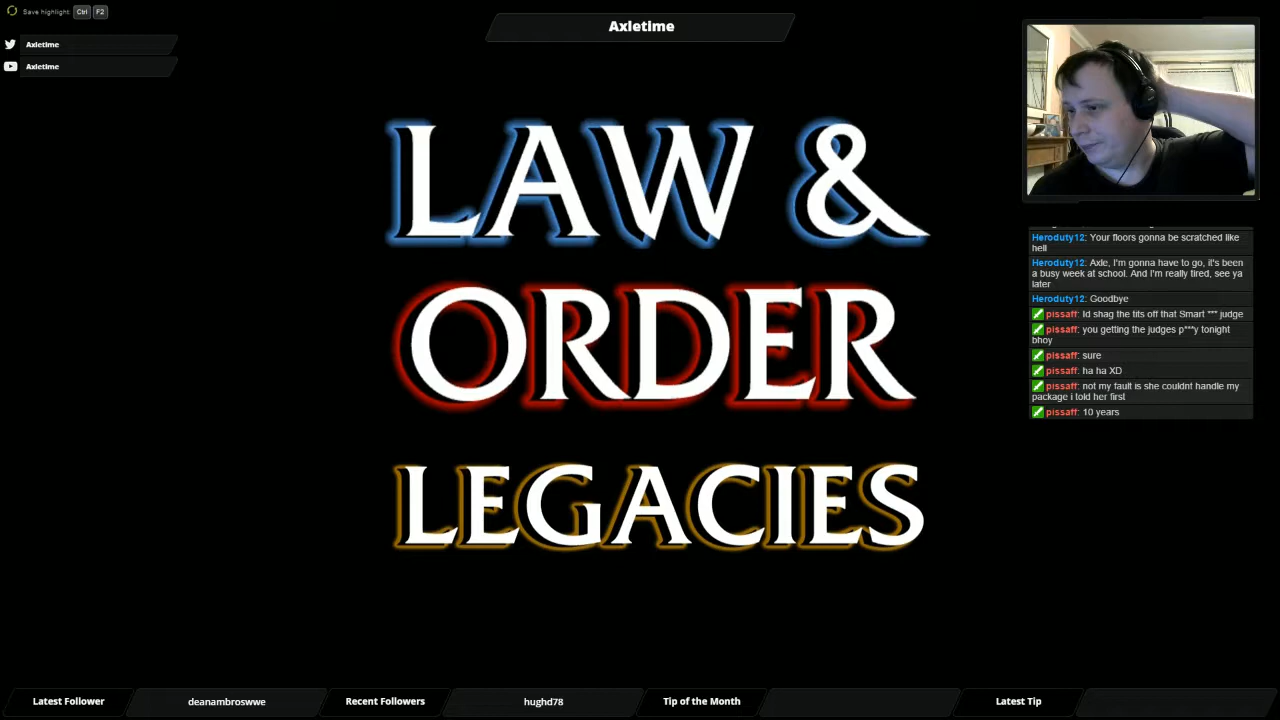 Save highlight: Ctrl F2
Axletime
Axletime
Axletime
LAW &
ORDER
LEGACIES
Heroduty12: Your floors gonna be scratched like
hell
Heroduty12: Axle, I'm gonna have to go, it's been
a busy week at school. And I'm really tired, see ya
later
Heroduty12: Goodbye
pissaff: Id shag the tits off that Smart *** judge
pissaff: you getting the judges p***y tonight
bhoy
pissaff: sure
pissaff: ha ha XD
pissaff: not my fault is she couldnt handle my
package i told her first
pissaff: 10 years
Latest Follower deanambroswwe Recent Followers hughd78 Tip of the Month Latest Tip